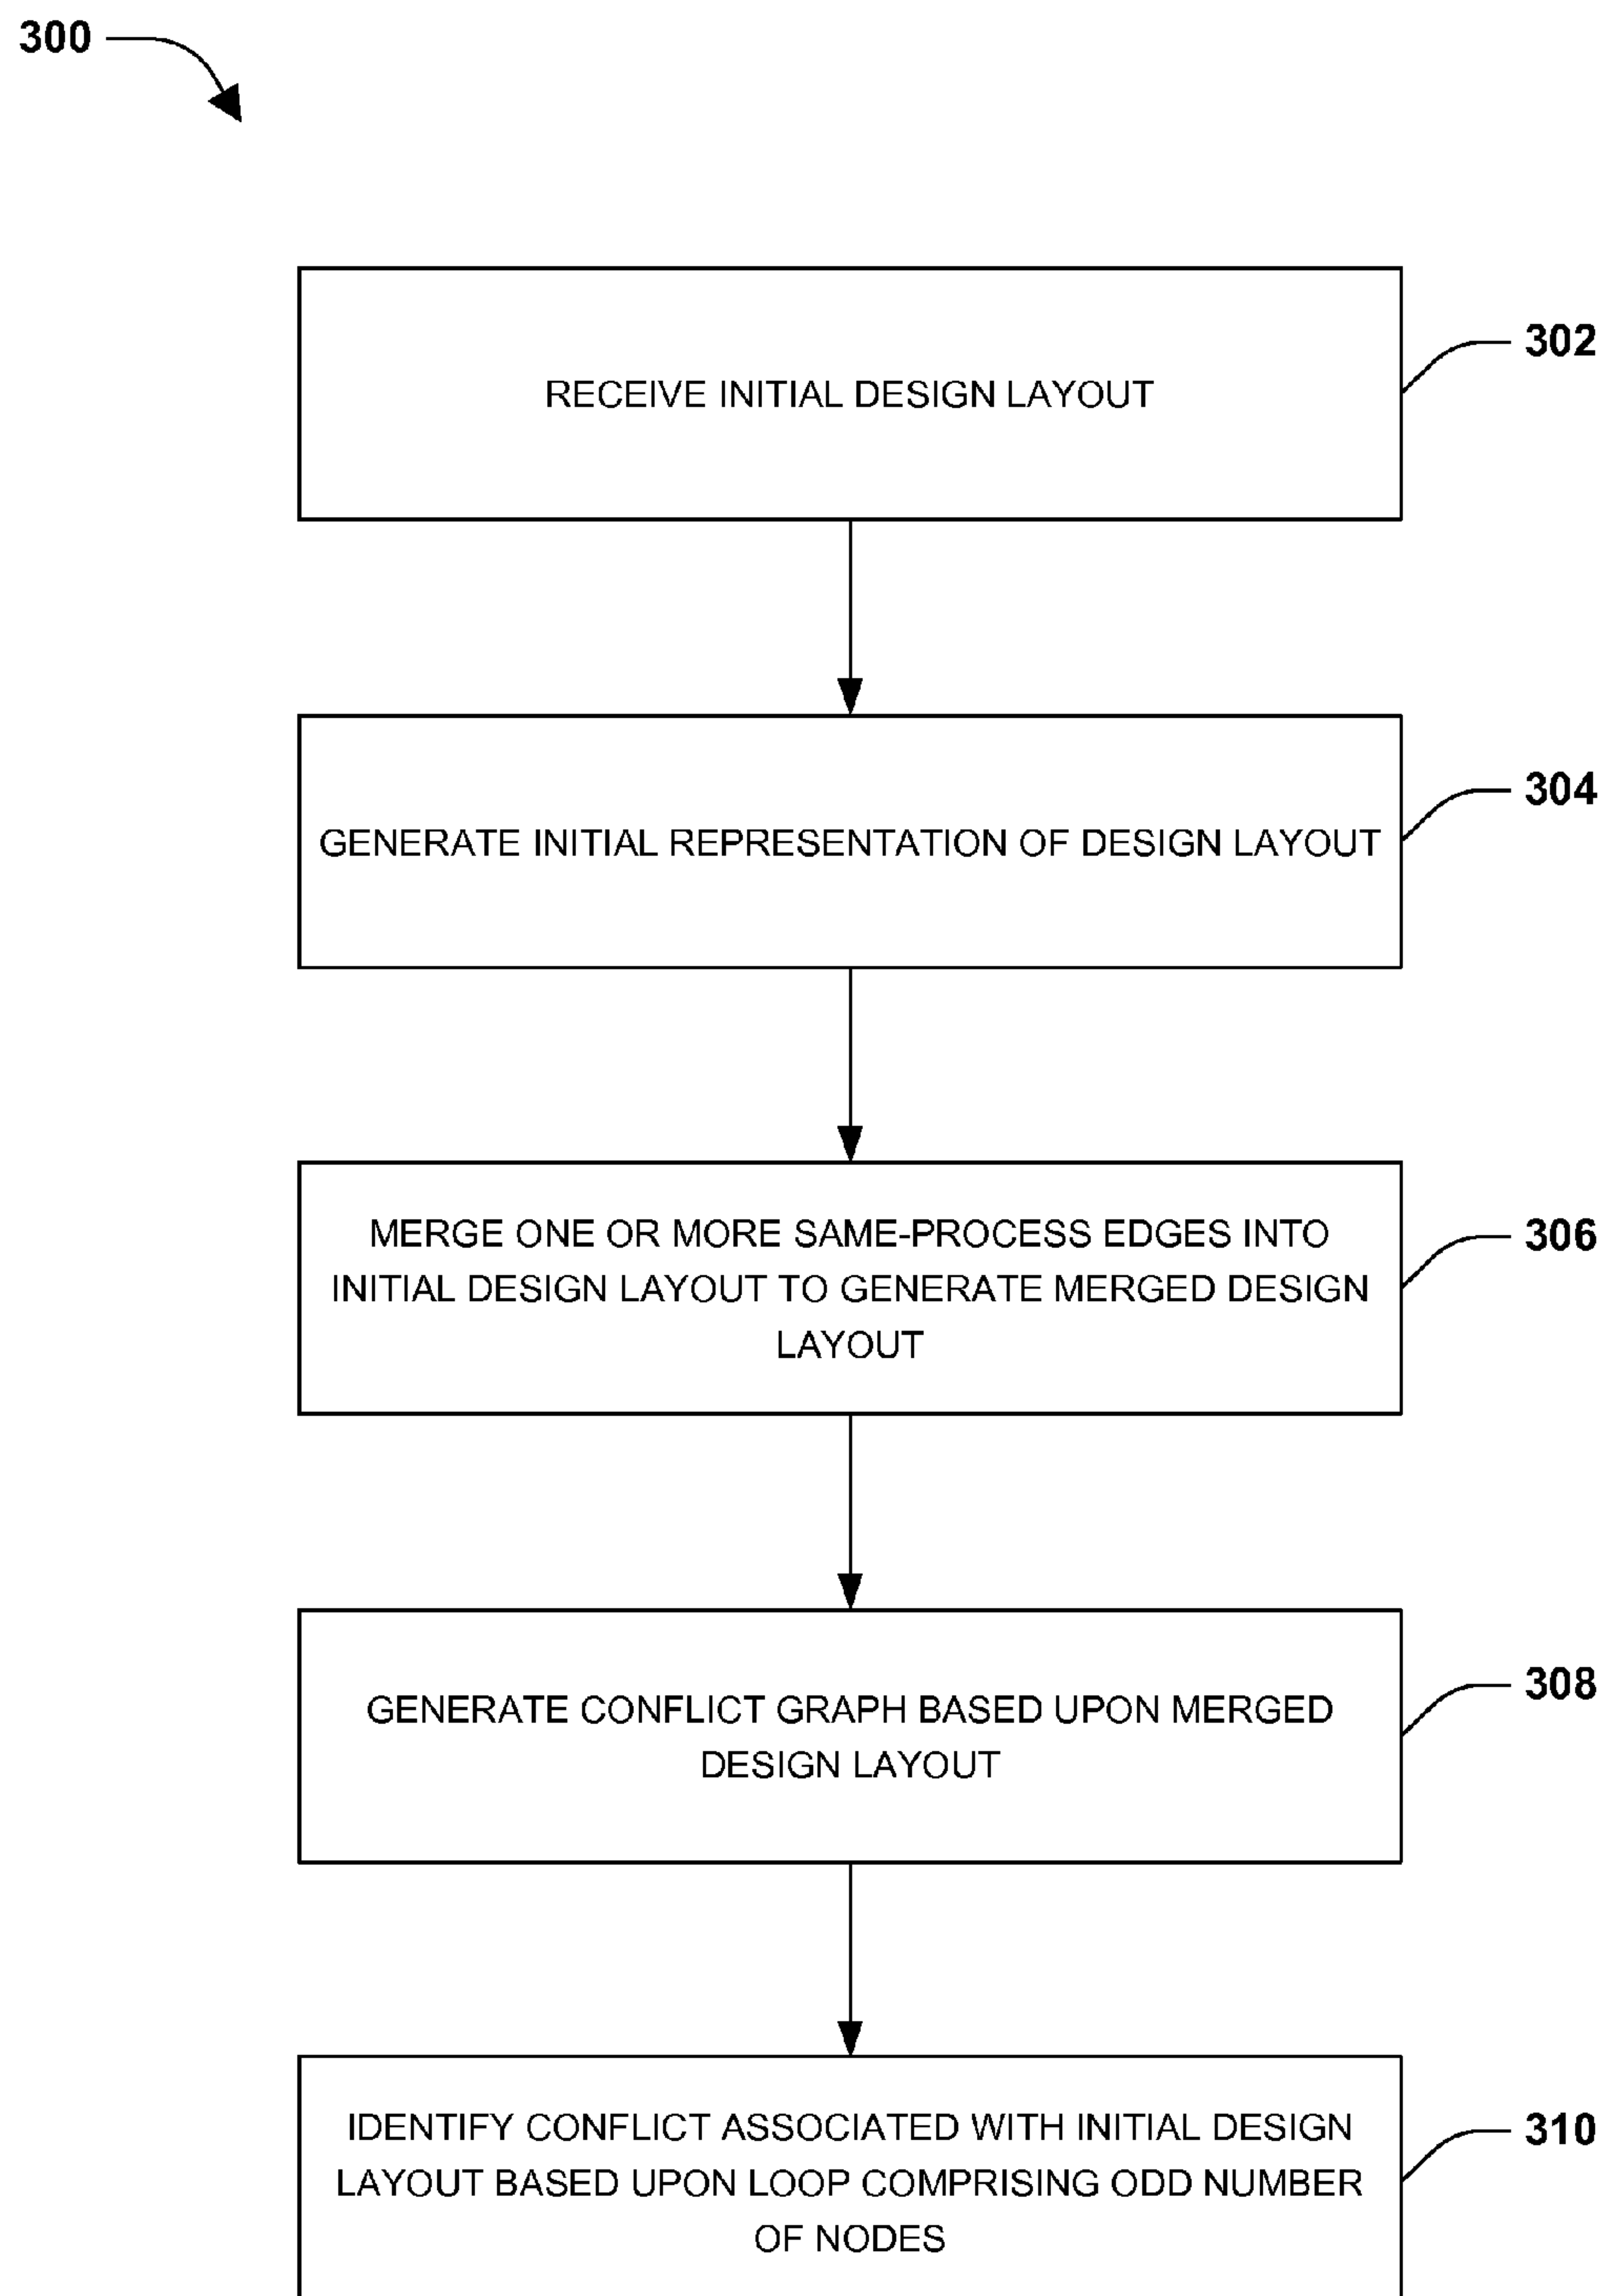 300
RECEIVE INITIAL DESIGN LAYOUT
302
GENERATE INITIAL REPRESENTATION OF DESIGN LAYOUT
304
MERGE ONE OR MORE SAME-PROCESS EDGES INTO
INITIAL DESIGN LAYOUT TO GENERATE MERGED DESIGN
LAYOUT
306
GENERATE CONFLICT GRAPH BASED UPON MERGED
DESIGN LAYOUT
308
IDENTIFY CONFLICT ASSOCIATED WITH INITIAL DESIGN
LAYOUT BASED UPON LOOP COMPRISING ODD NUMBER
OF NODES
310